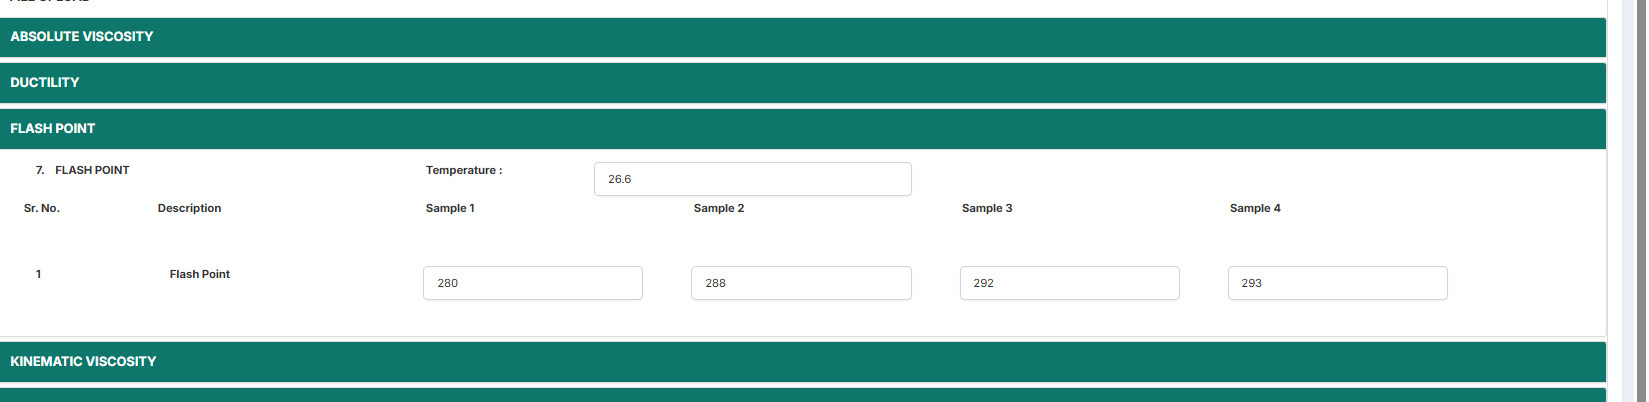 ABSOLUTE VISCOSITY
DUCTILITY
FLASH POINT
7. FLASH POINT Temperature : 26.6
Sr. No. Description Sample 1 Sample 2 Sample 3 Sample 4
1 Flash Point 280 288 292 293
KINEMATIC VISCOSITY